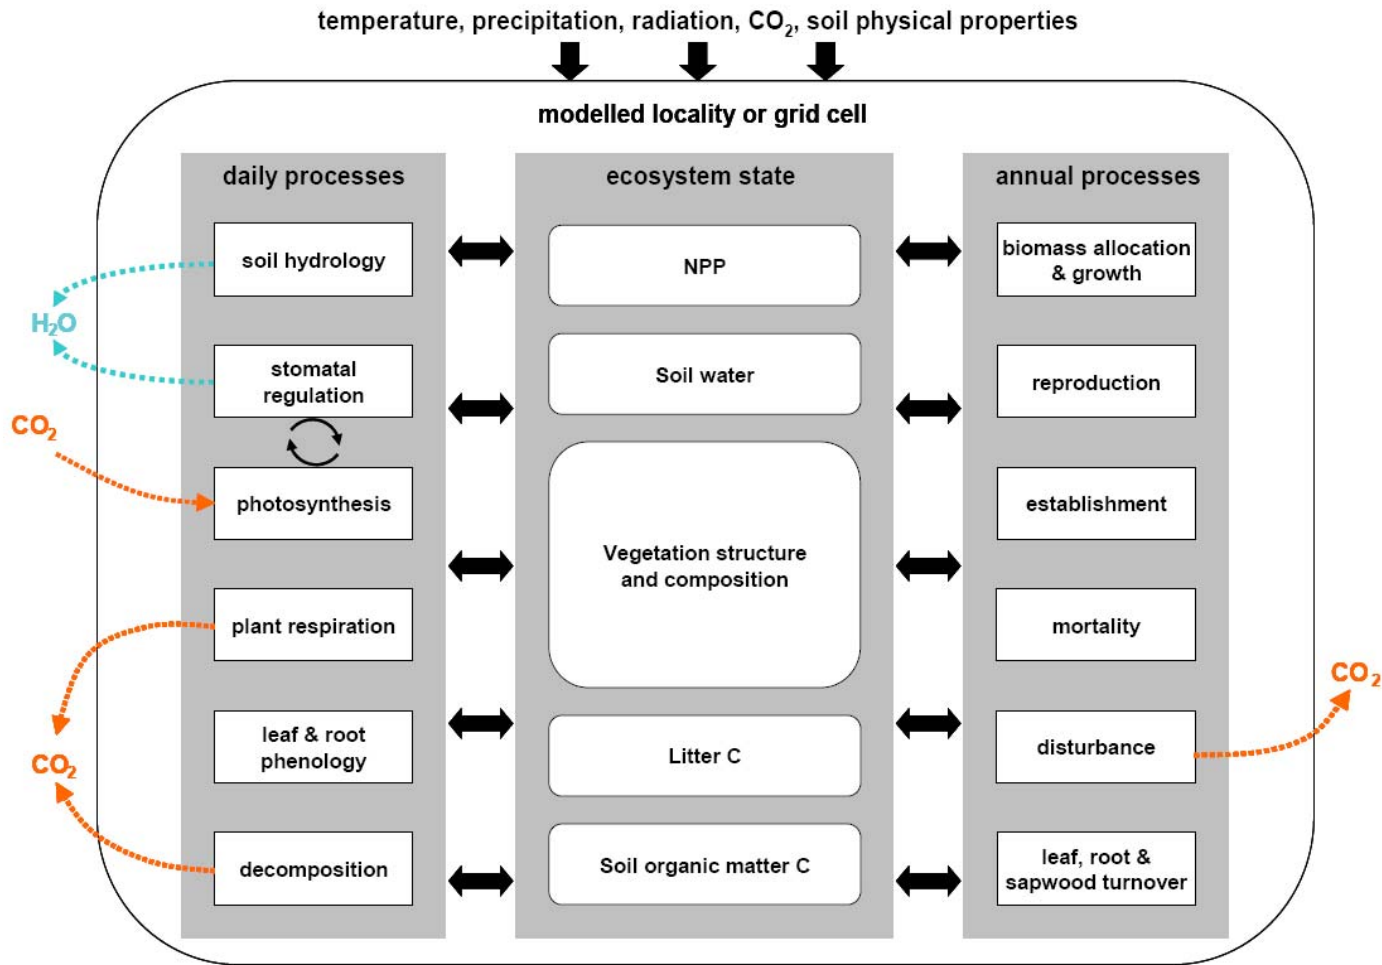 temperature, precipitation, radiation, CO₂, soil physical properties
modelled locality or grid cell
daily processes
soil hydrology
H₂O
stomatal
regulation
CO₂
photosynthesis
plant respiration
leaf & root
phenology
CO₂
decomposition
ecosystem state
NPP
Soil water
Vegetation structure
and composition
Litter C
Soil organic matter C
annual processes
biomass allocation
& growth
reproduction
establishment
mortality
CO₂
disturbance
leaf, root &
sapwood turnover